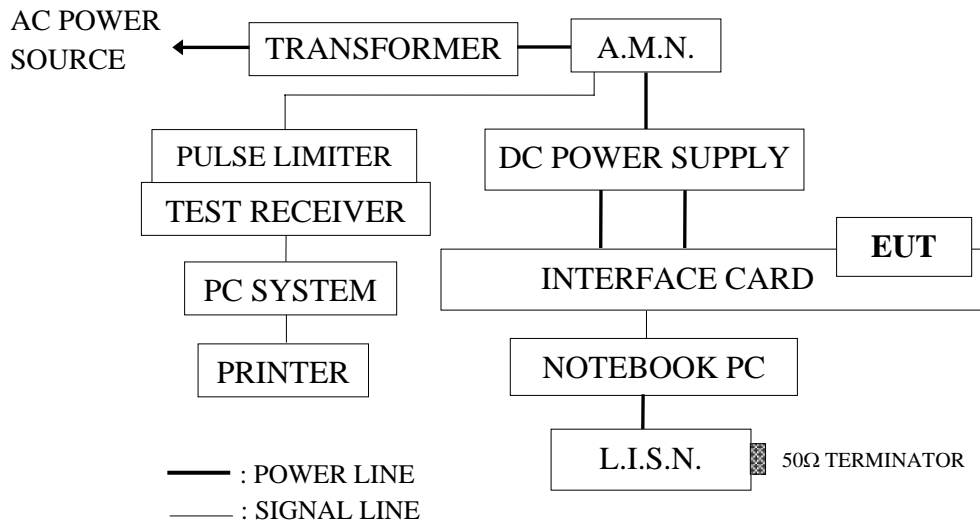 AC POWER
SOURCE
TRANSFORMER
A.M.N.
PULSE LIMITER
DC POWER SUPPLY
TEST RECEIVER
EUT
INTERFACE CARD
PC SYSTEM
PRINTER
NOTEBOOK PC
L.I.S.N.
50Ω TERMINATOR
: POWER LINE
: SIGNAL LINE